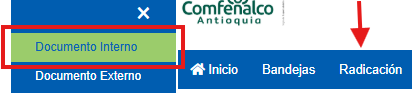 ×
Documento Interno
Documento Externo
Comfenalco
Antioquia
Inicio
Bandejas
Radicación